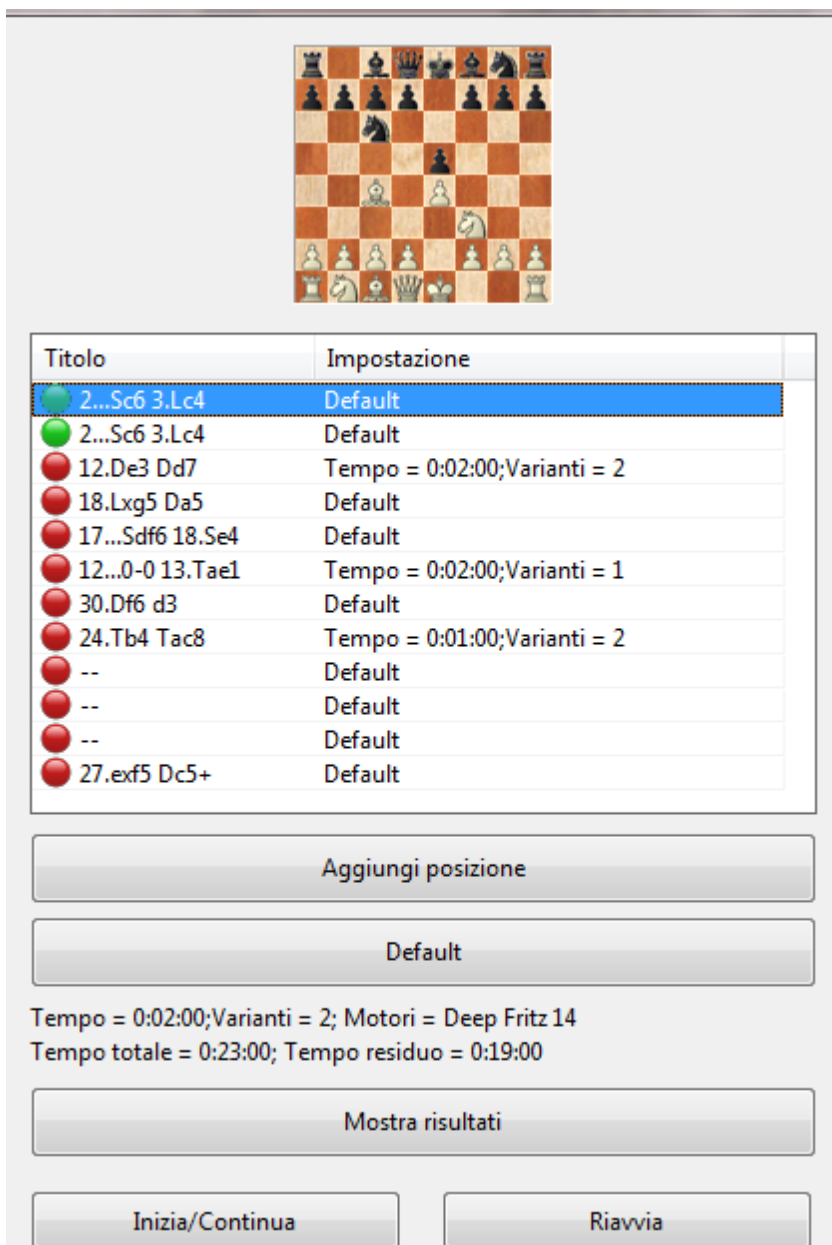 Titolo Impostazione
2...Sc6 3.Lc4 Default
2...Sc6 3.Lc4 Default
12.De3 Dd7 Tempo = 0:02:00;Varianti = 2
18.Lxg5 Da5 Default
17...Sdf6 18.Se4 Default
12...0-0 13.Tae1 Tempo = 0:02:00;Varianti = 1
30.Df6 d3 Default
24.Tb4 Tac8 Tempo = 0:01:00;Varianti = 2
-- Default
-- Default
-- Default
27.exf5 Dc5+ Default
Aggiungi posizione
Default
Tempo = 0:02:00;Varianti = 2; Motori = Deep Fritz 14
Tempo totale = 0:23:00; Tempo residuo = 0:19:00
Mostra risultati
Inizia/Continua Riavvia